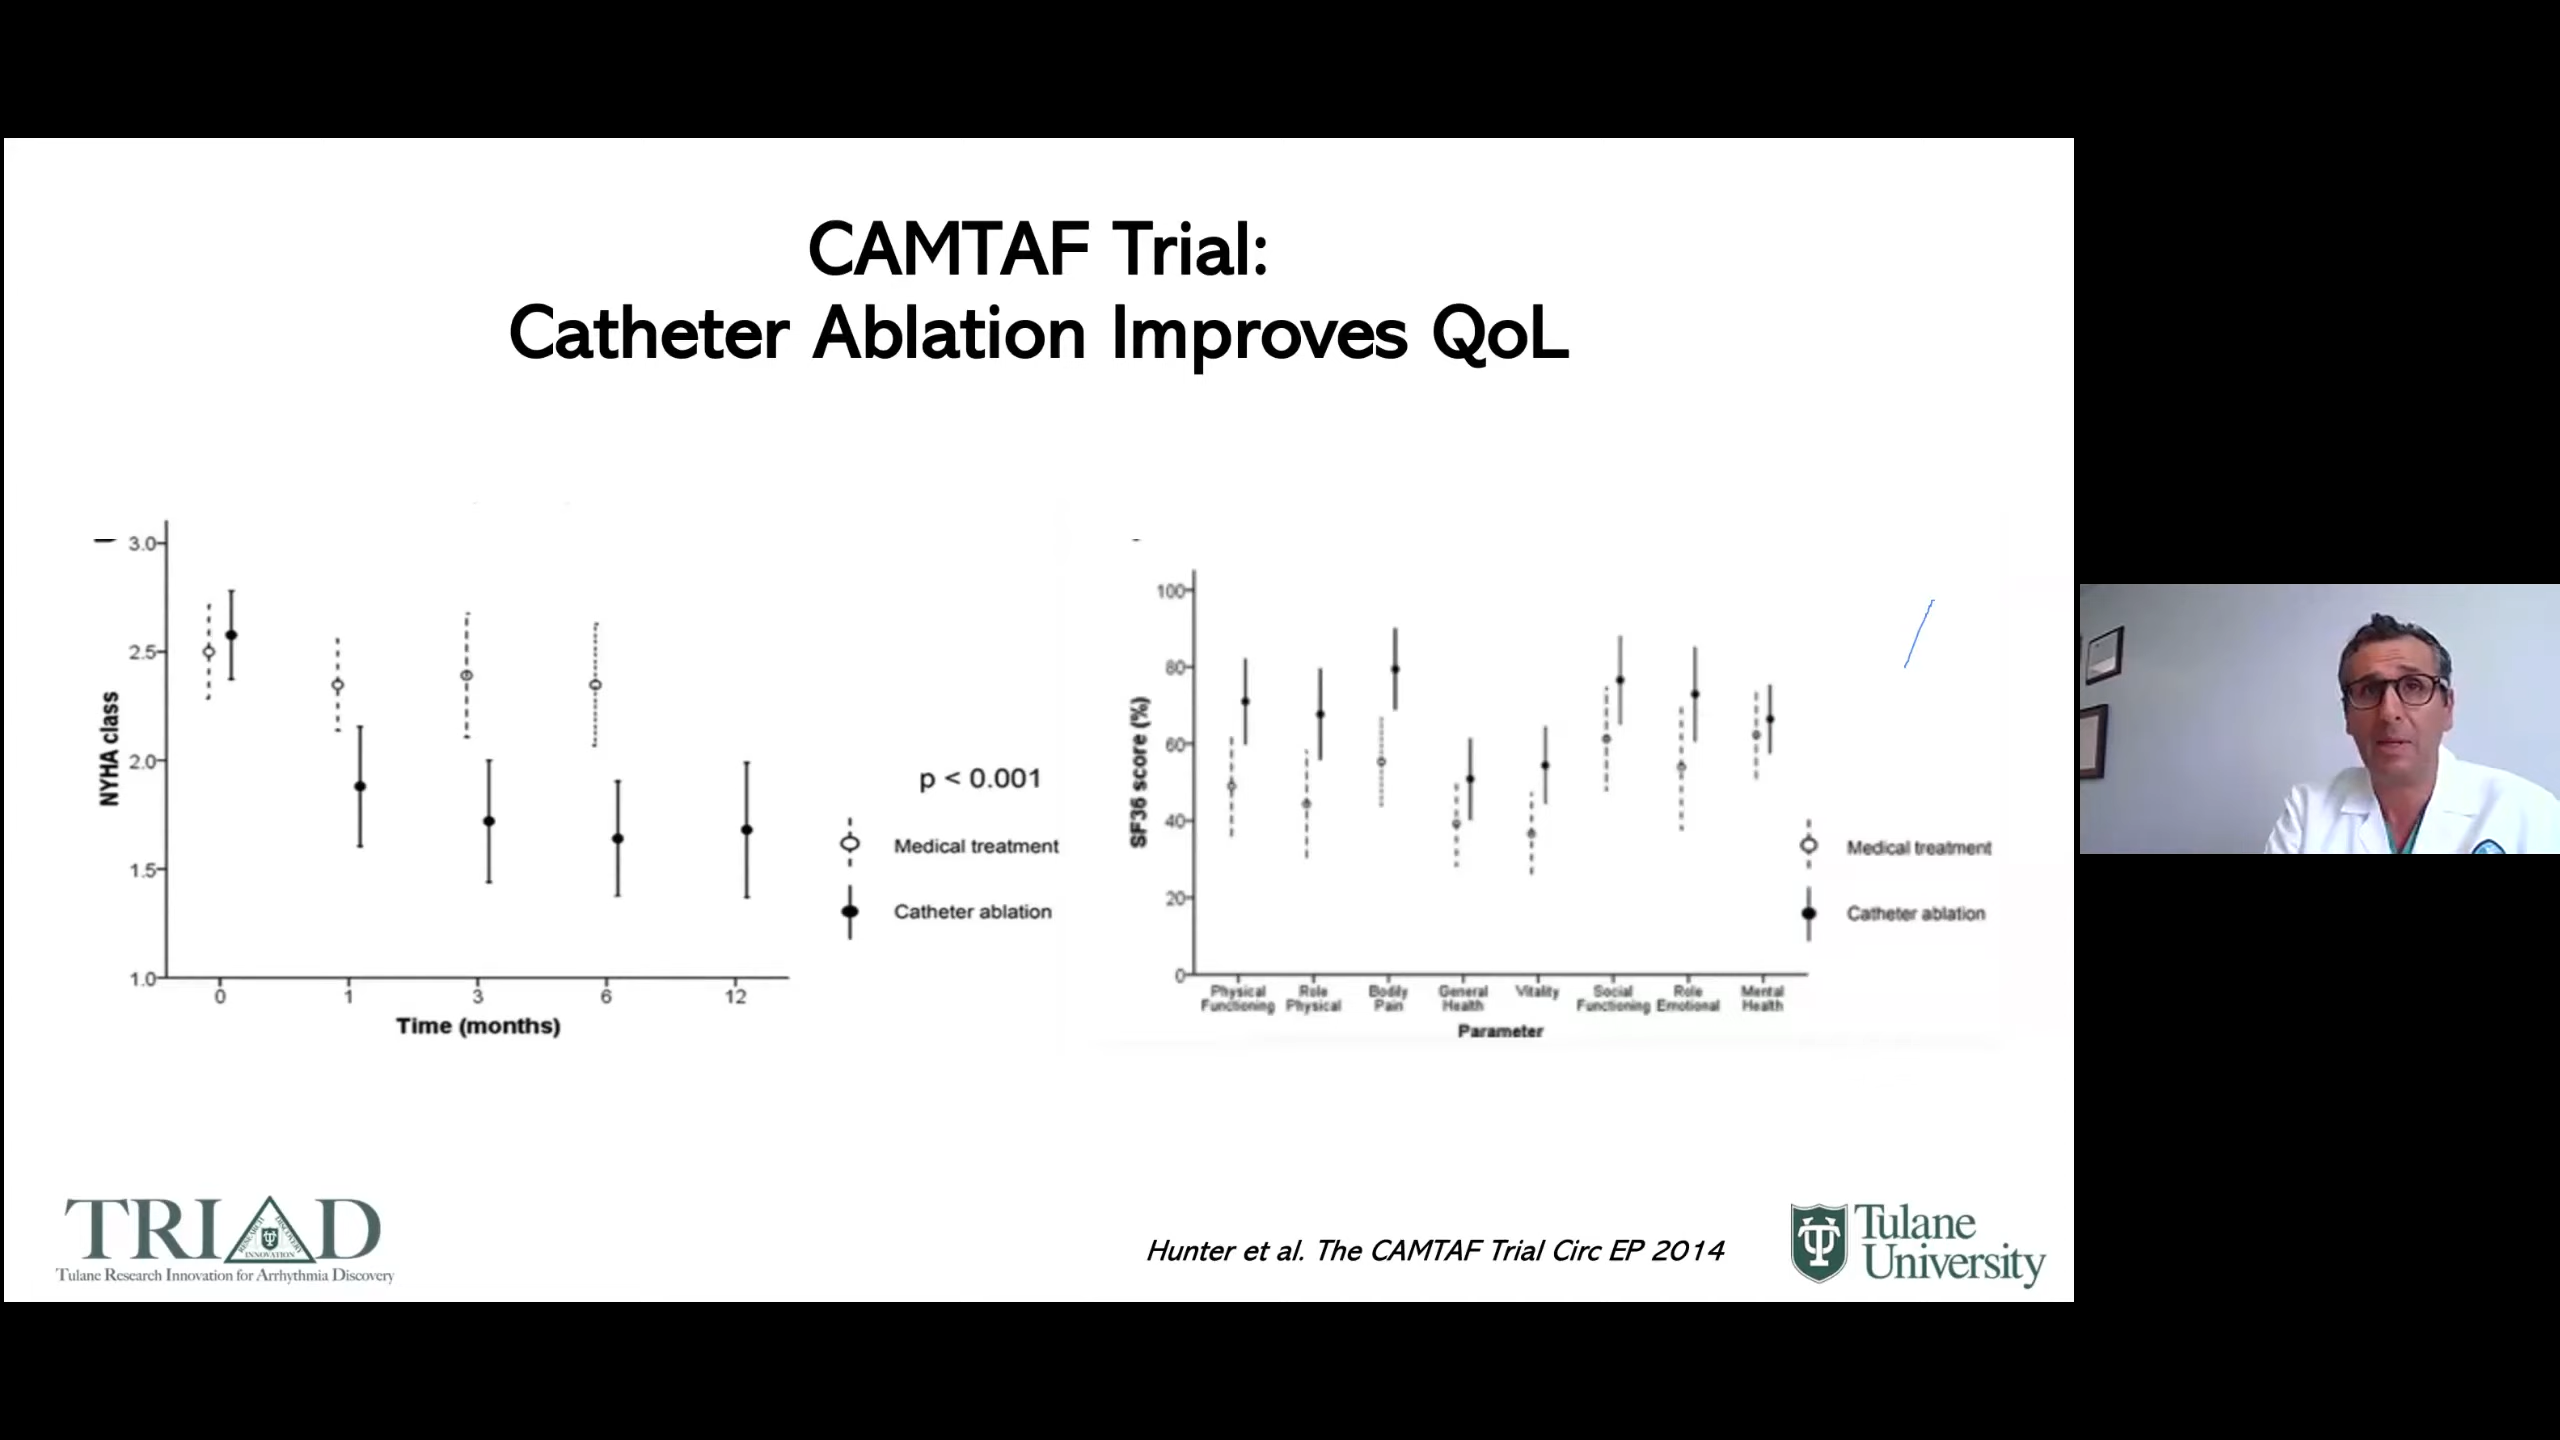 CAMTAF Trial:
Catheter Ablation Improves QoL
3.0
2.5
2.0
1.5
1.0
NYHA class
0 1 3 6 12
Time (months)
p < 0.001
Medical treatment
Catheter ablation
100
80
60
40
20
0
SF36 score (%)
Physical Functioning
Role Physical
Bodily Pain
General Health
Vitality
Social Functioning
Role Emotional
Mental Health
Parameter
Medical treatment
Catheter ablation
TRIAD
RESEARCH
DISCOVERY
INNOVATION
Tulane Research Innovation for Arrhythmia Discovery
Hunter et al. The CAMTAF Trial Circ EP 2014
Tulane
University